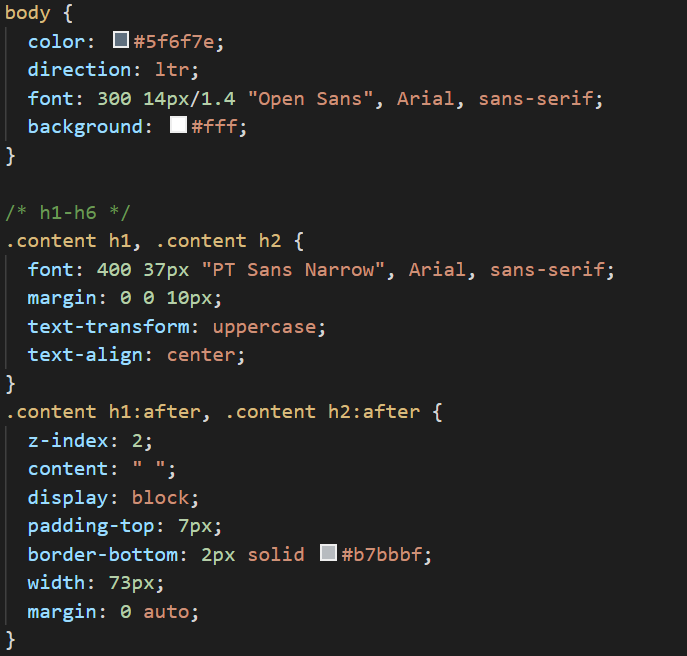 body {
  color: #5f6f7e;
  direction: ltr;
  font: 300 14px/1.4 "Open Sans", Arial, sans-serif;
  background: #fff;
}

/* h1-h6 */
.content h1, .content h2 {
  font: 400 37px "PT Sans Narrow", Arial, sans-serif;
  margin: 0 0 10px;
  text-transform: uppercase;
  text-align: center;
}
.content h1:after, .content h2:after {
  z-index: 2;
  content: " ";
  display: block;
  padding-top: 7px;
  border-bottom: 2px solid #b7bbbf;
  width: 73px;
  margin: 0 auto;
}